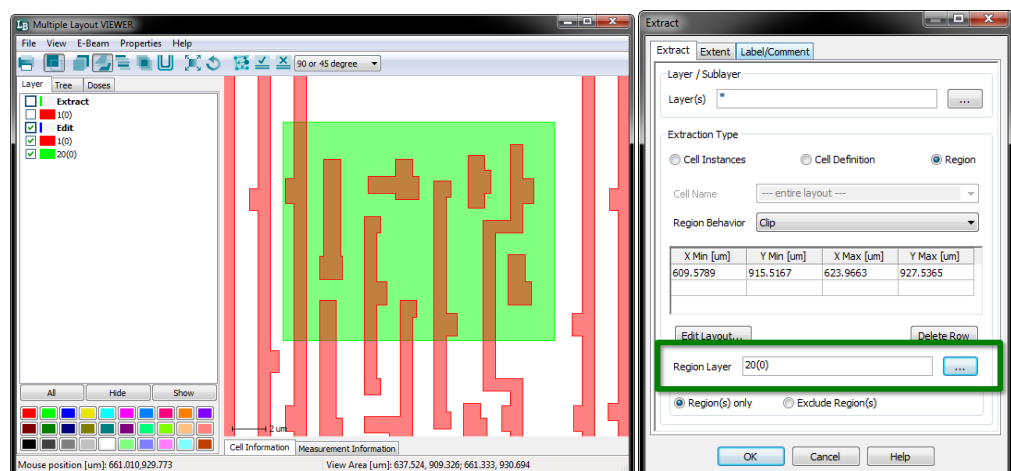 LB Multiple Layout VIEWER
File View E-Beam Properties Help
90 or 45 degree
Layer Tree Doses
Extract
1(0)
Edit
1(0)
20(0)
All Hide Show
2 um
Cell Information Measurement Information
Mouse position [um]: 661.010,929.773
View Area [um]: 637.524, 909.326; 661.333, 930.694
Extract
Extract Extent Label/Comment
Layer / Sublayer
Layer(s) * ...
Extraction Type
Cell Instances Cell Definition Region
Cell Name --- entire layout ---
Region Behavior Clip
X Min [um] Y Min [um] X Max [um] Y Max [um]
609.5789 915.5167 623.9663 927.5365
Edit Layout... Delete Row
Region Layer 20(0) ...
Region(s) only Exclude Region(s)
OK Cancel Help